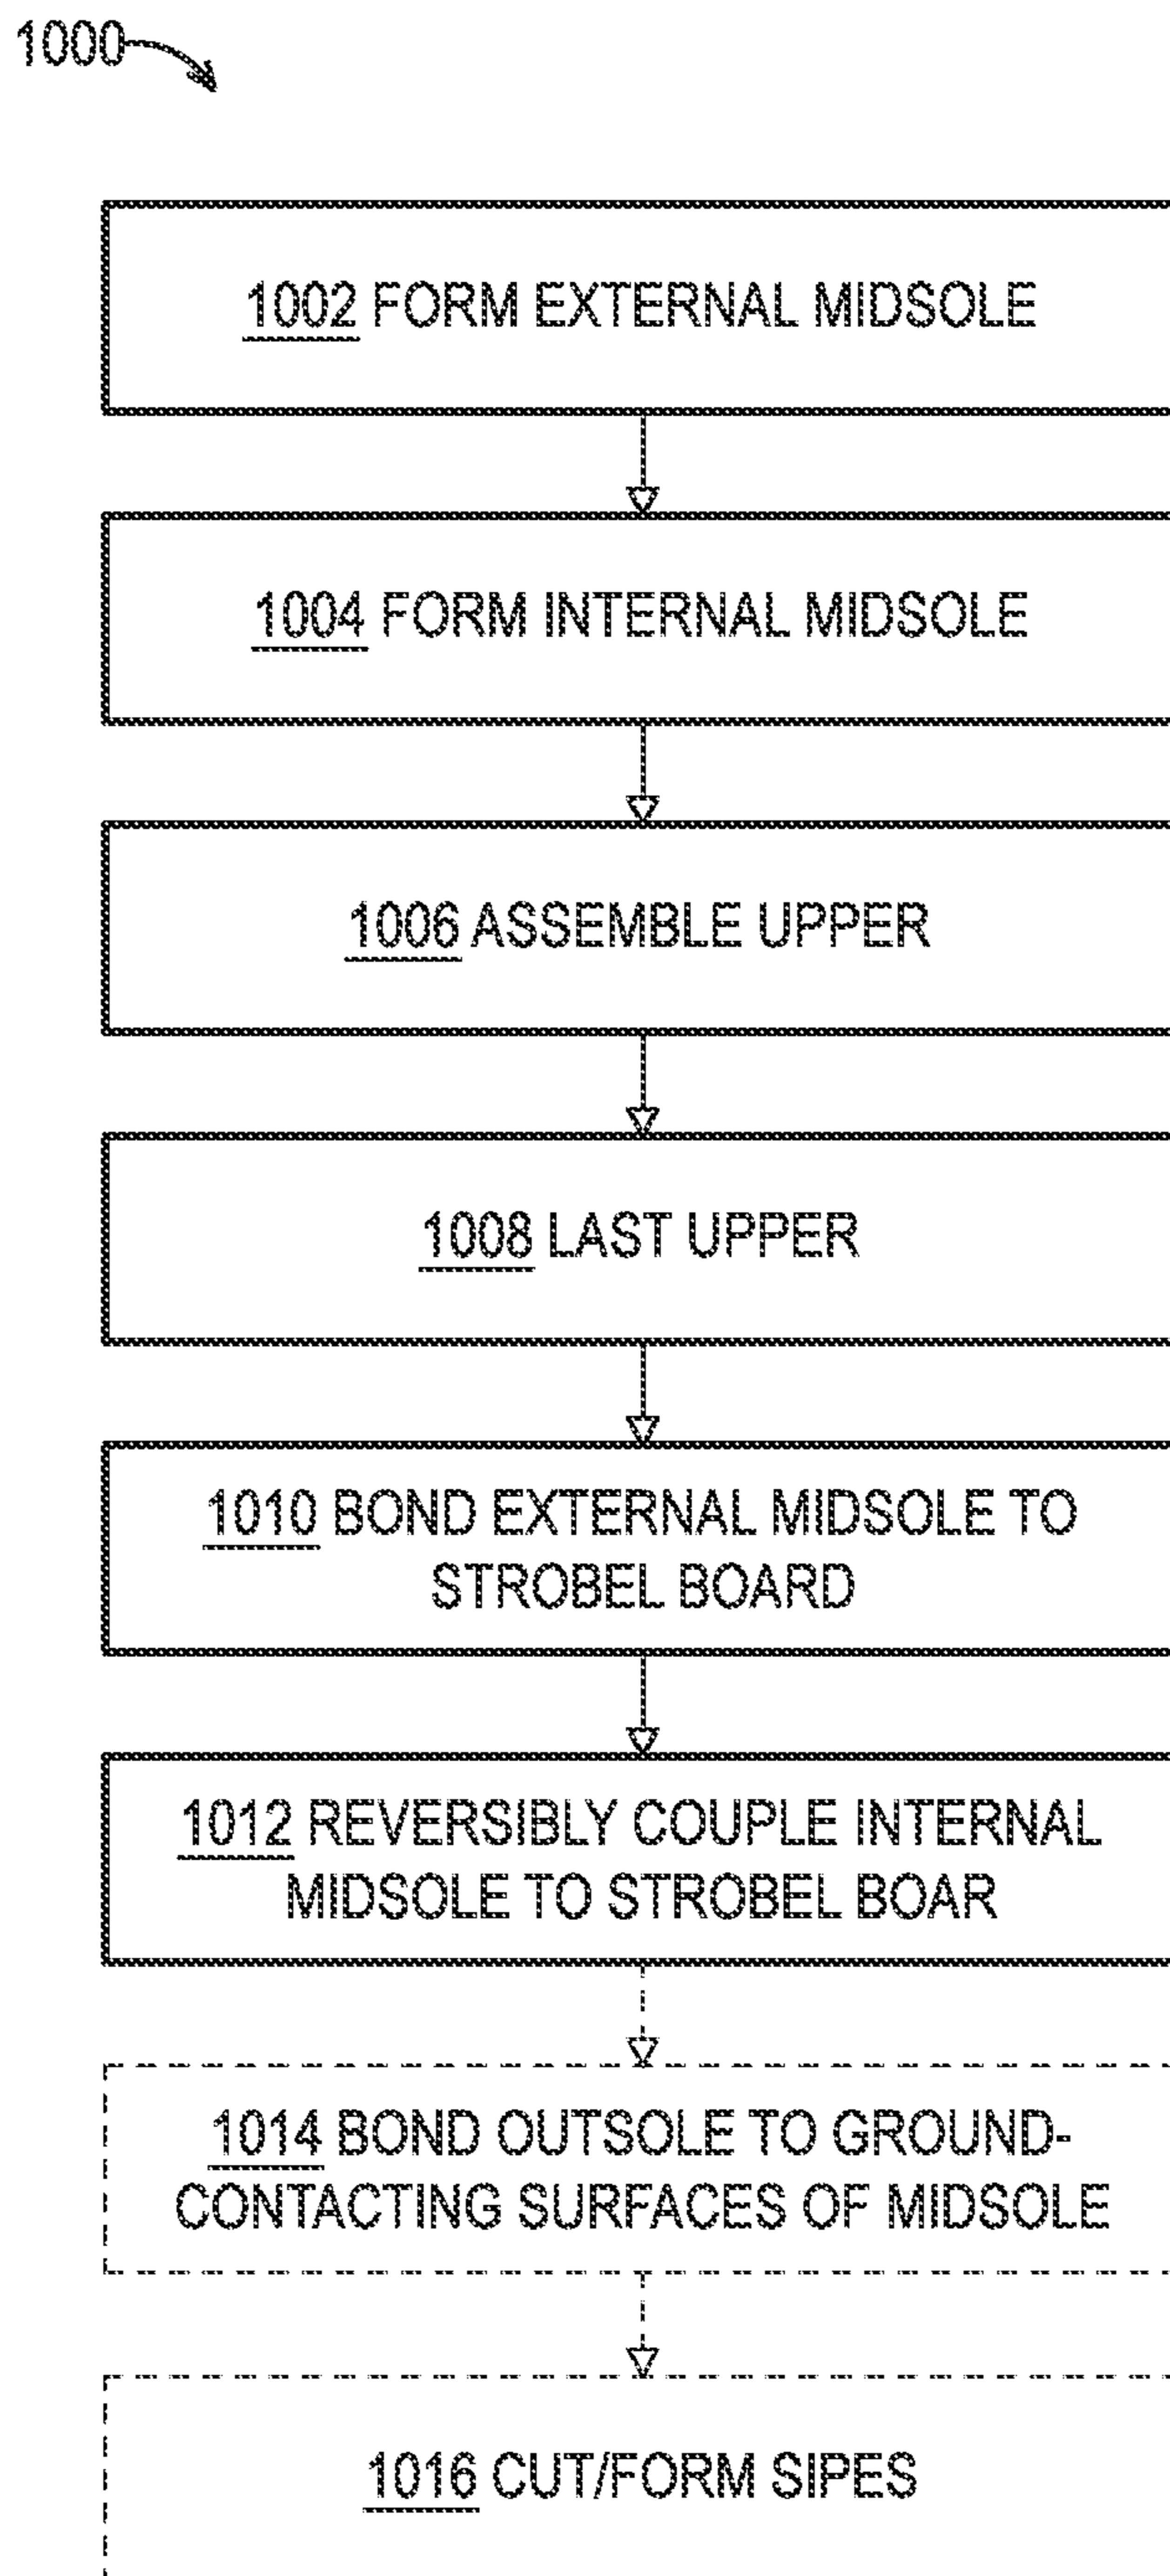 1000
1002 FORM EXTERNAL MIDSOLE
1004 FORM INTERNAL MIDSOLE
1006 ASSEMBLE UPPER
1008 LAST UPPER
1010 BOND EXTERNAL MIDSOLE TO
STROBEL BOARD
1012 REVERSIBLY COUPLE INTERNAL
MIDSOLE TO STROBEL BOAR
1014 BOND OUTSOLE TO GROUND-
CONTACTING SURFACES OF MIDSOLE
1016 CUT/FORM SIPES